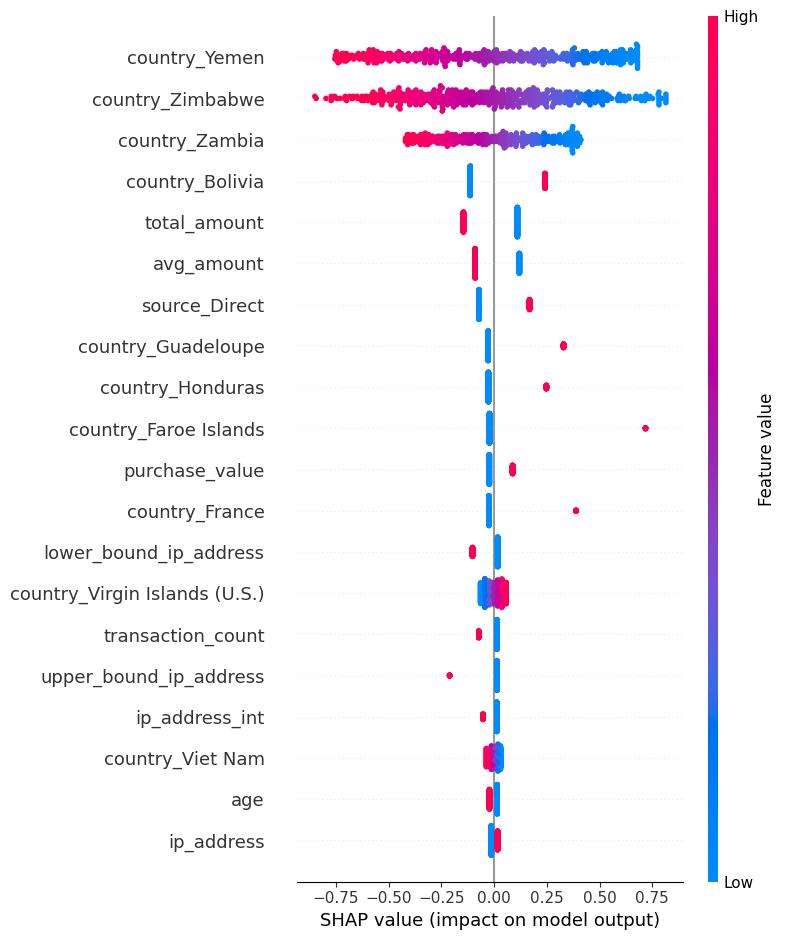 High
country_Yemen
country_Zimbabwe
country_Zambia
country_Bolivia
total_amount
avg_amount
source_Direct
country_Guadeloupe
country_Honduras
country_Faroe Islands
purchase_value
country_France
lower_bound_ip_address
country_Virgin Islands (U.S.)
transaction_count
upper_bound_ip_address
ip_address_int
country_Viet Nam
age
ip_address
Feature value
Low
−0.75 −0.50 −0.25 0.00 0.25 0.50 0.75
SHAP value (impact on model output)